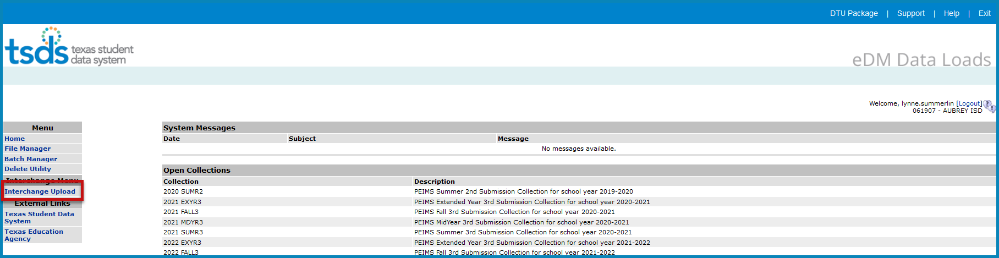 DTU Package | Support | Help | Exit
tsds texas student
data system
eDM Data Loads
Welcome, lynne.summerlin [Logout]
061907 - AUBREY ISD
Menu
Home
File Manager
Batch Manager
Delete Utility
Interchange Menu
Interchange Upload
External Links
Texas Student Data
System
Texas Education
Agency
System Messages
Date Subject Message
No messages available.
Open Collections
Collection Description
2020 SUMR2 PEIMS Summer 2nd Submission Collection for school year 2019-2020
2021 EXYR3 PEIMS Extended Year 3rd Submission Collection for school year 2020-2021
2021 FALL3 PEIMS Fall 3rd Submission Collection for school year 2020-2021
2021 MDYR3 PEIMS MidYear 3rd Submission Collection for school year 2020-2021
2021 SUMR3 PEIMS Summer 3rd Submission Collection for school year 2020-2021
2022 EXYR3 PEIMS Extended Year 3rd Submission Collection for school year 2021-2022
2022 FALL3 PEIMS Fall 3rd Submission Collection for school year 2021-2022